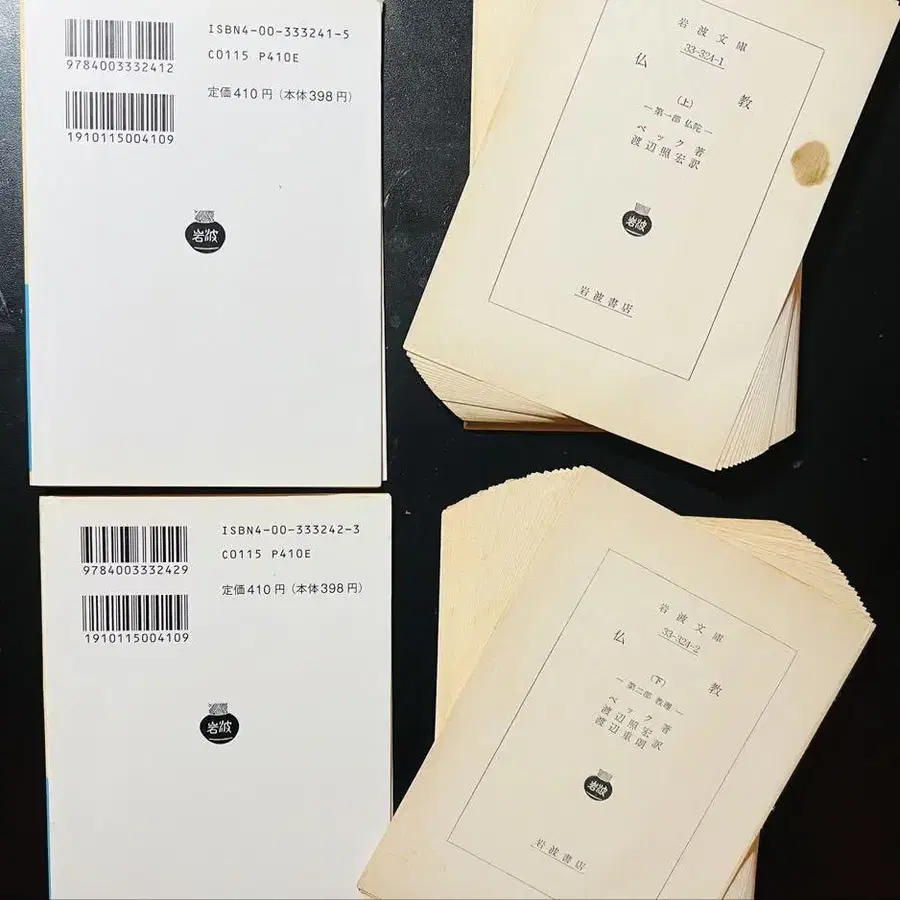 ISBN4-00-333241-5
C0115 P410E
9784003332412
定価410円（本体398円）
1910115004109
岩波
岩波文庫
33-324-1
仏教
（上）
― 第一部 仏陀 ―
ベック著
渡辺照宏訳
岩波
岩波書店
ISBN4-00-333242-3
C0115 P410E
9784003332429
定価410円（本体398円）
1910115004109
岩波
岩波文庫
33-324-2
仏教
（下）
― 第二部 教理 ―
ベック著
渡辺照宏訳
渡辺重朗
岩波
岩波書店